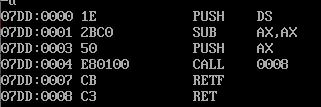 -u
07DD:0000 1E PUSH DS
07DD:0001 2BC0 SUB AX,AX
07DD:0003 50 PUSH AX
07DD:0004 E80100 CALL 0008
07DD:0007 CB RETF
07DD:0008 C3 RET